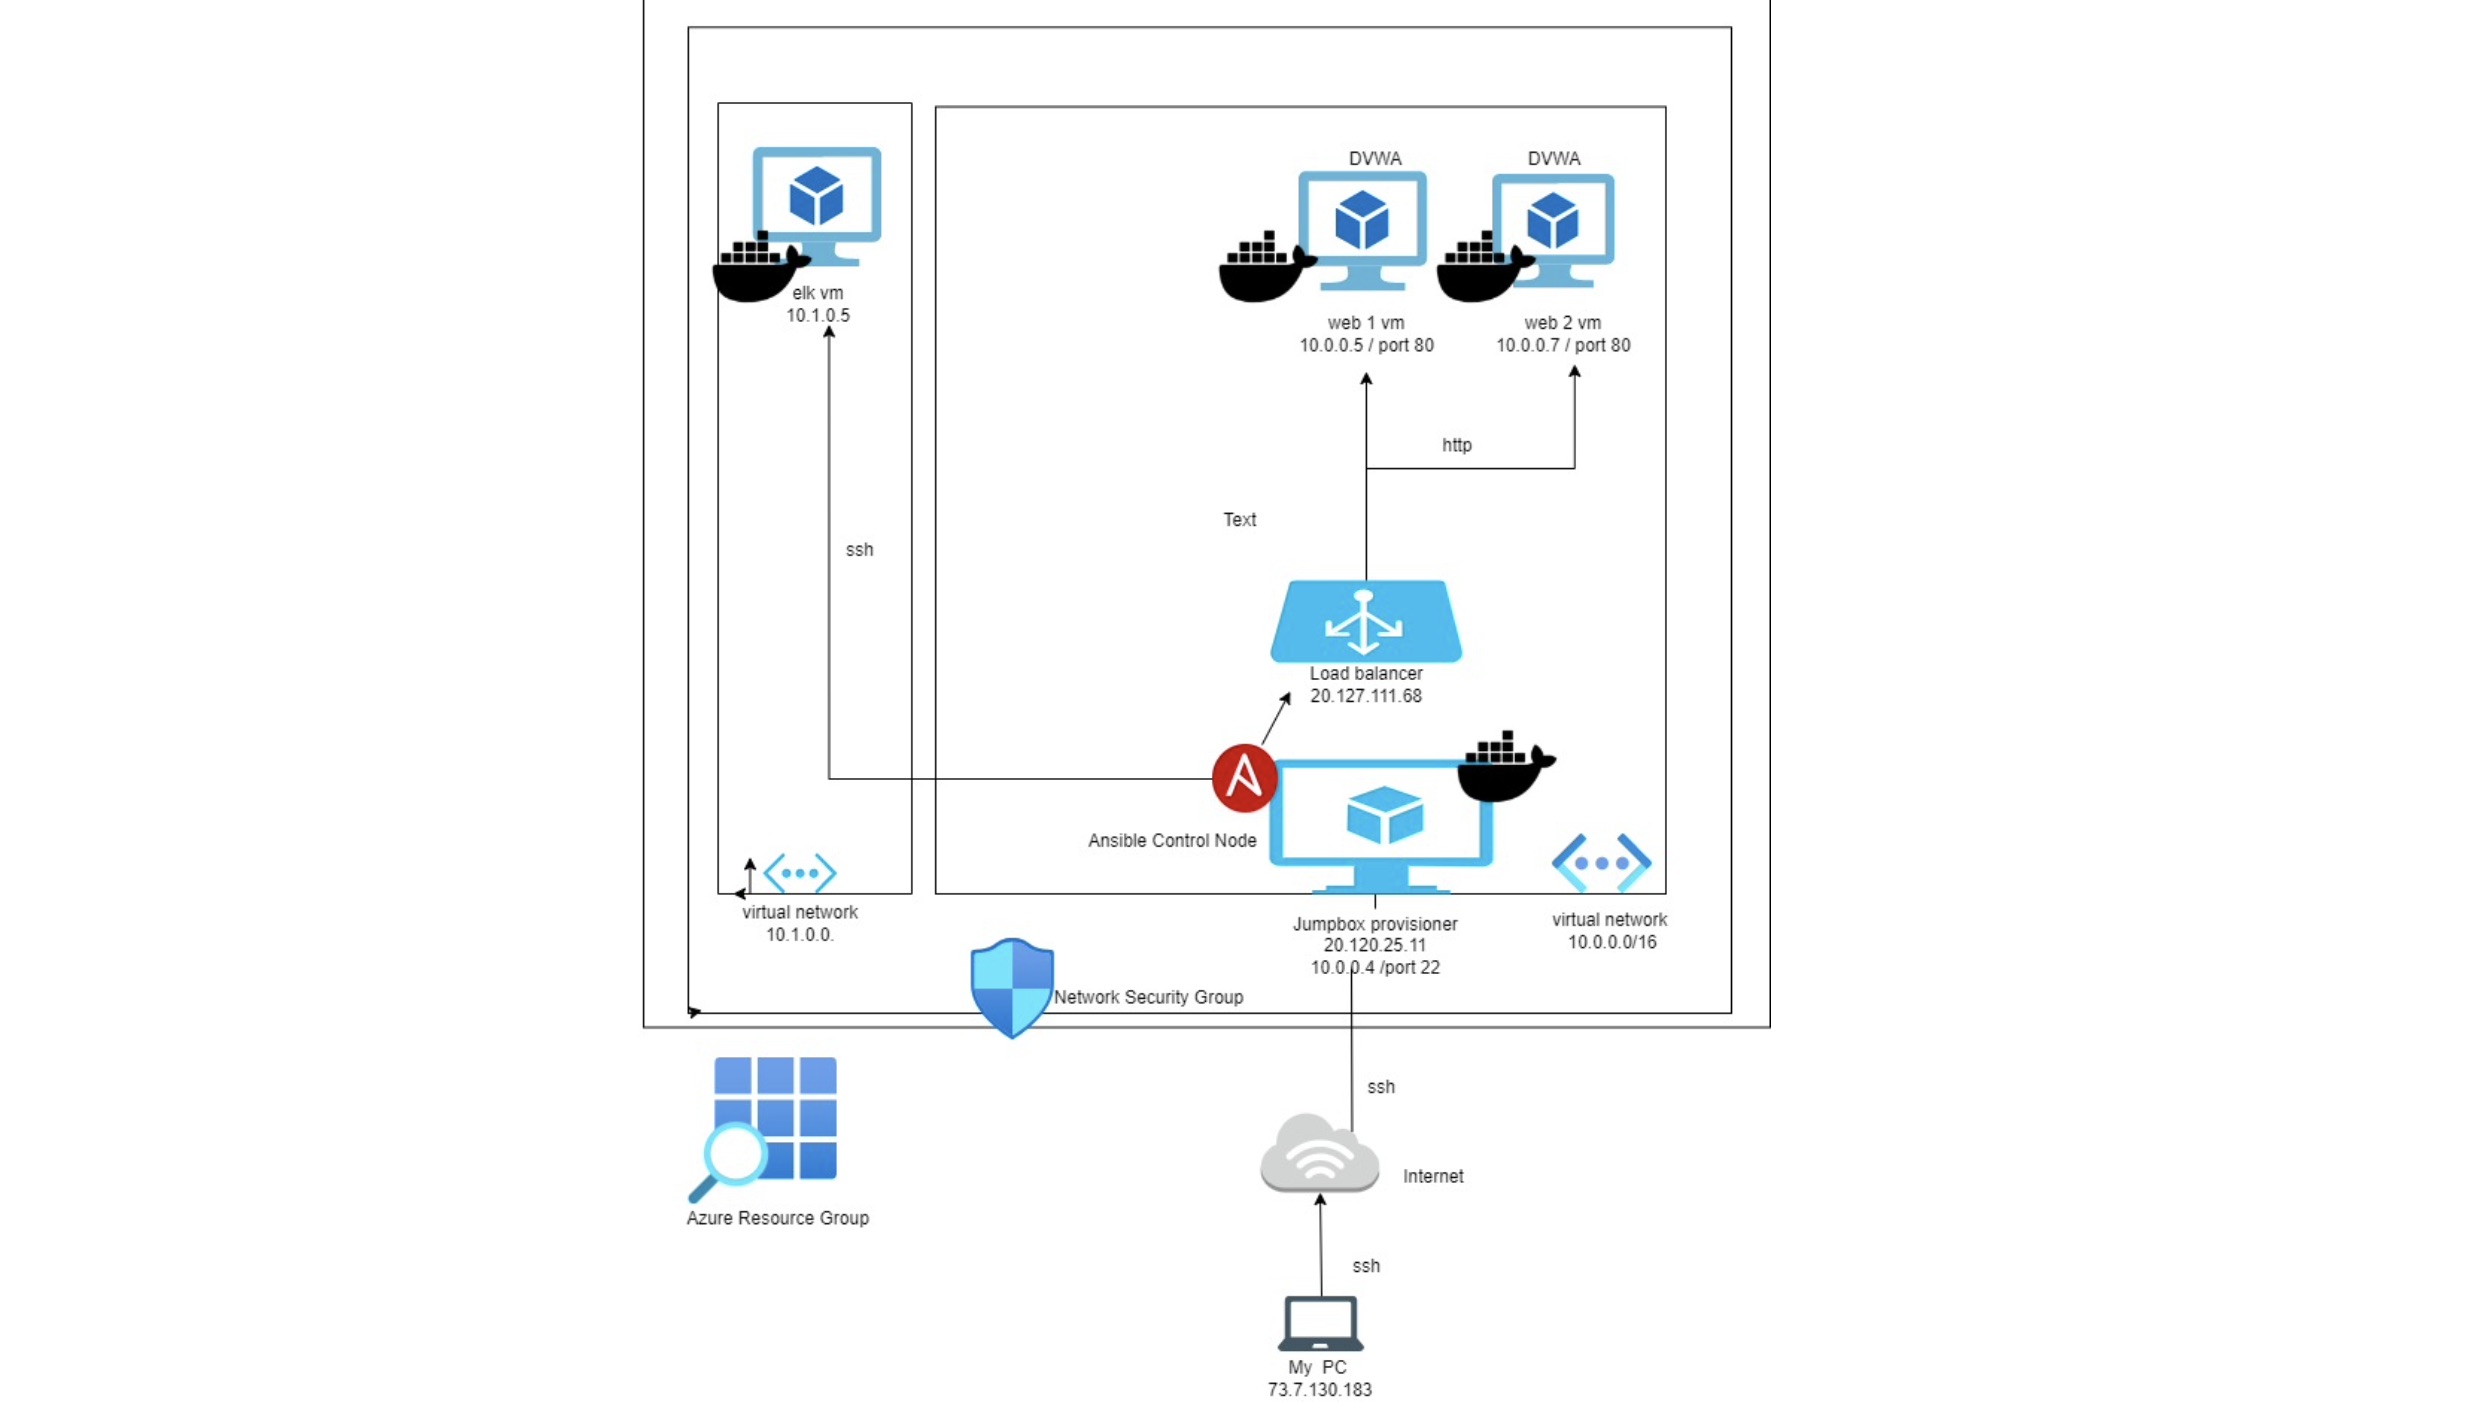 DVWA
DVWA
elk vm
10.1.0.5
web 1 vm
10.0.0.5 / port 80
web 2 vm
10.0.0.7 / port 80
http
Text
ssh
Load balancer
20.127.111.68
Ansible Control Node
virtual network
10.1.0.0.
Jumpbox provisioner
20.120.25.11
10.0.0.4 /port 22
virtual network
10.0.0.0/16
Network Security Group
ssh
Internet
Azure Resource Group
ssh
My PC
73.7.130.183